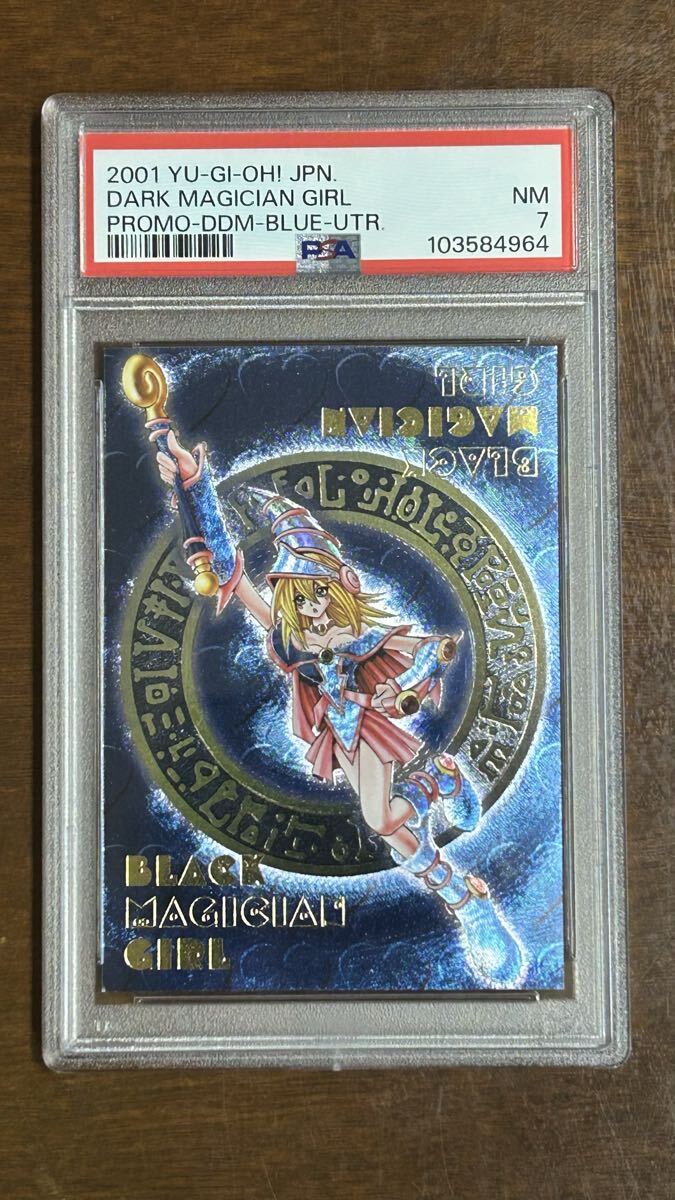 2001 YU-GI-OH! JPN.
DARK MAGICIAN GIRL NM
PROMO-DDM-BLUE-UTR. 7
PSA 103584964
BLACK
MAGICIAN
GIRL
BLACK
MAGICIAN
GIRL